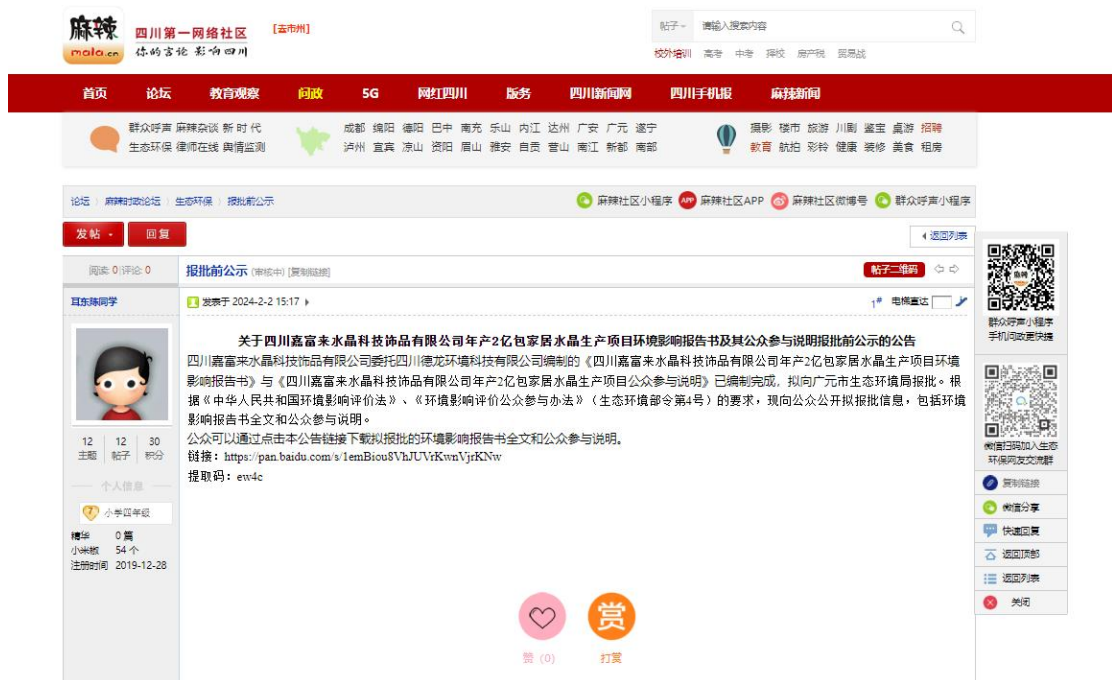 麻辣
mala.cn
四川第一网络社区
你的言论 影响四川
[去市州]
帖子
请输入搜索内容
校外培训 高考 中考 择校 房产税 贸易战
首页 论坛 教育观察 问政 5G 网红四川 版务 四川新闻网 四川手机报 麻辣新闻
群众呼声 麻辣杂谈 新时代
生态环保 律师在线 舆情监测
成都 绵阳 德阳 巴中 南充 乐山 内江 达州 广安 广元 遂宁
泸州 宜宾 凉山 资阳 眉山 雅安 自贡 营山 南江 新都 南部
摄影 楼市 旅游 川剧 鉴宝 桌游 招聘
教育 航拍 彩铃 健康 装修 美食 租房
论坛 麻辣时政论坛 生态环保 报批前公示
麻辣社区小程序 APP 麻辣社区APP 麻辣社区微博号 群众呼声小程序
发帖 回复
返回列表
阅读: 0|评论: 0
报批前公示 (审核中) [复制链接]
帖子二维码
耳东陈同学
发表于 2024-2-2 15:17
1# 电梯直达
关于四川嘉富来水晶科技饰品有限公司年产2亿包家居水晶生产项目环境影响报告书及其公众参与说明报批前公示的公告
四川嘉富来水晶科技饰品有限公司委托四川德龙环境科技有限公司编制的《四川嘉富来水晶科技饰品有限公司年产2亿包家居水晶生产项目环境
影响报告书》与《四川嘉富来水晶科技饰品有限公司年产2亿包家居水晶生产项目公众参与说明》已编制完成，拟向广元市生态环境局报批。根
据《中华人民共和国环境影响评价法》、《环境影响评价公众参与办法》（生态环境部令第4号）的要求，现向公众公开拟报批信息，包括环境
影响报告书全文和公众参与说明。
公众可以通过点击本公告链接下载拟报批的环境影响报告书全文和公众参与说明。
链接：https://pan.baidu.com/s/1emBiou8VhJUVrKwnVjrKNw
提取码：ew4c
12 12 30
主题 帖子 积分
个人信息
7 小学四年级
精华 0 篇
小米椒 54 个
注册时间 2019-12-28
赏
赞 (0) 打赏
群众呼声小程序
手机问政更快捷
微信扫码加入生态
环保网友交流群
复制链接
微信分享
快速回复
返回顶部
返回列表
关闭